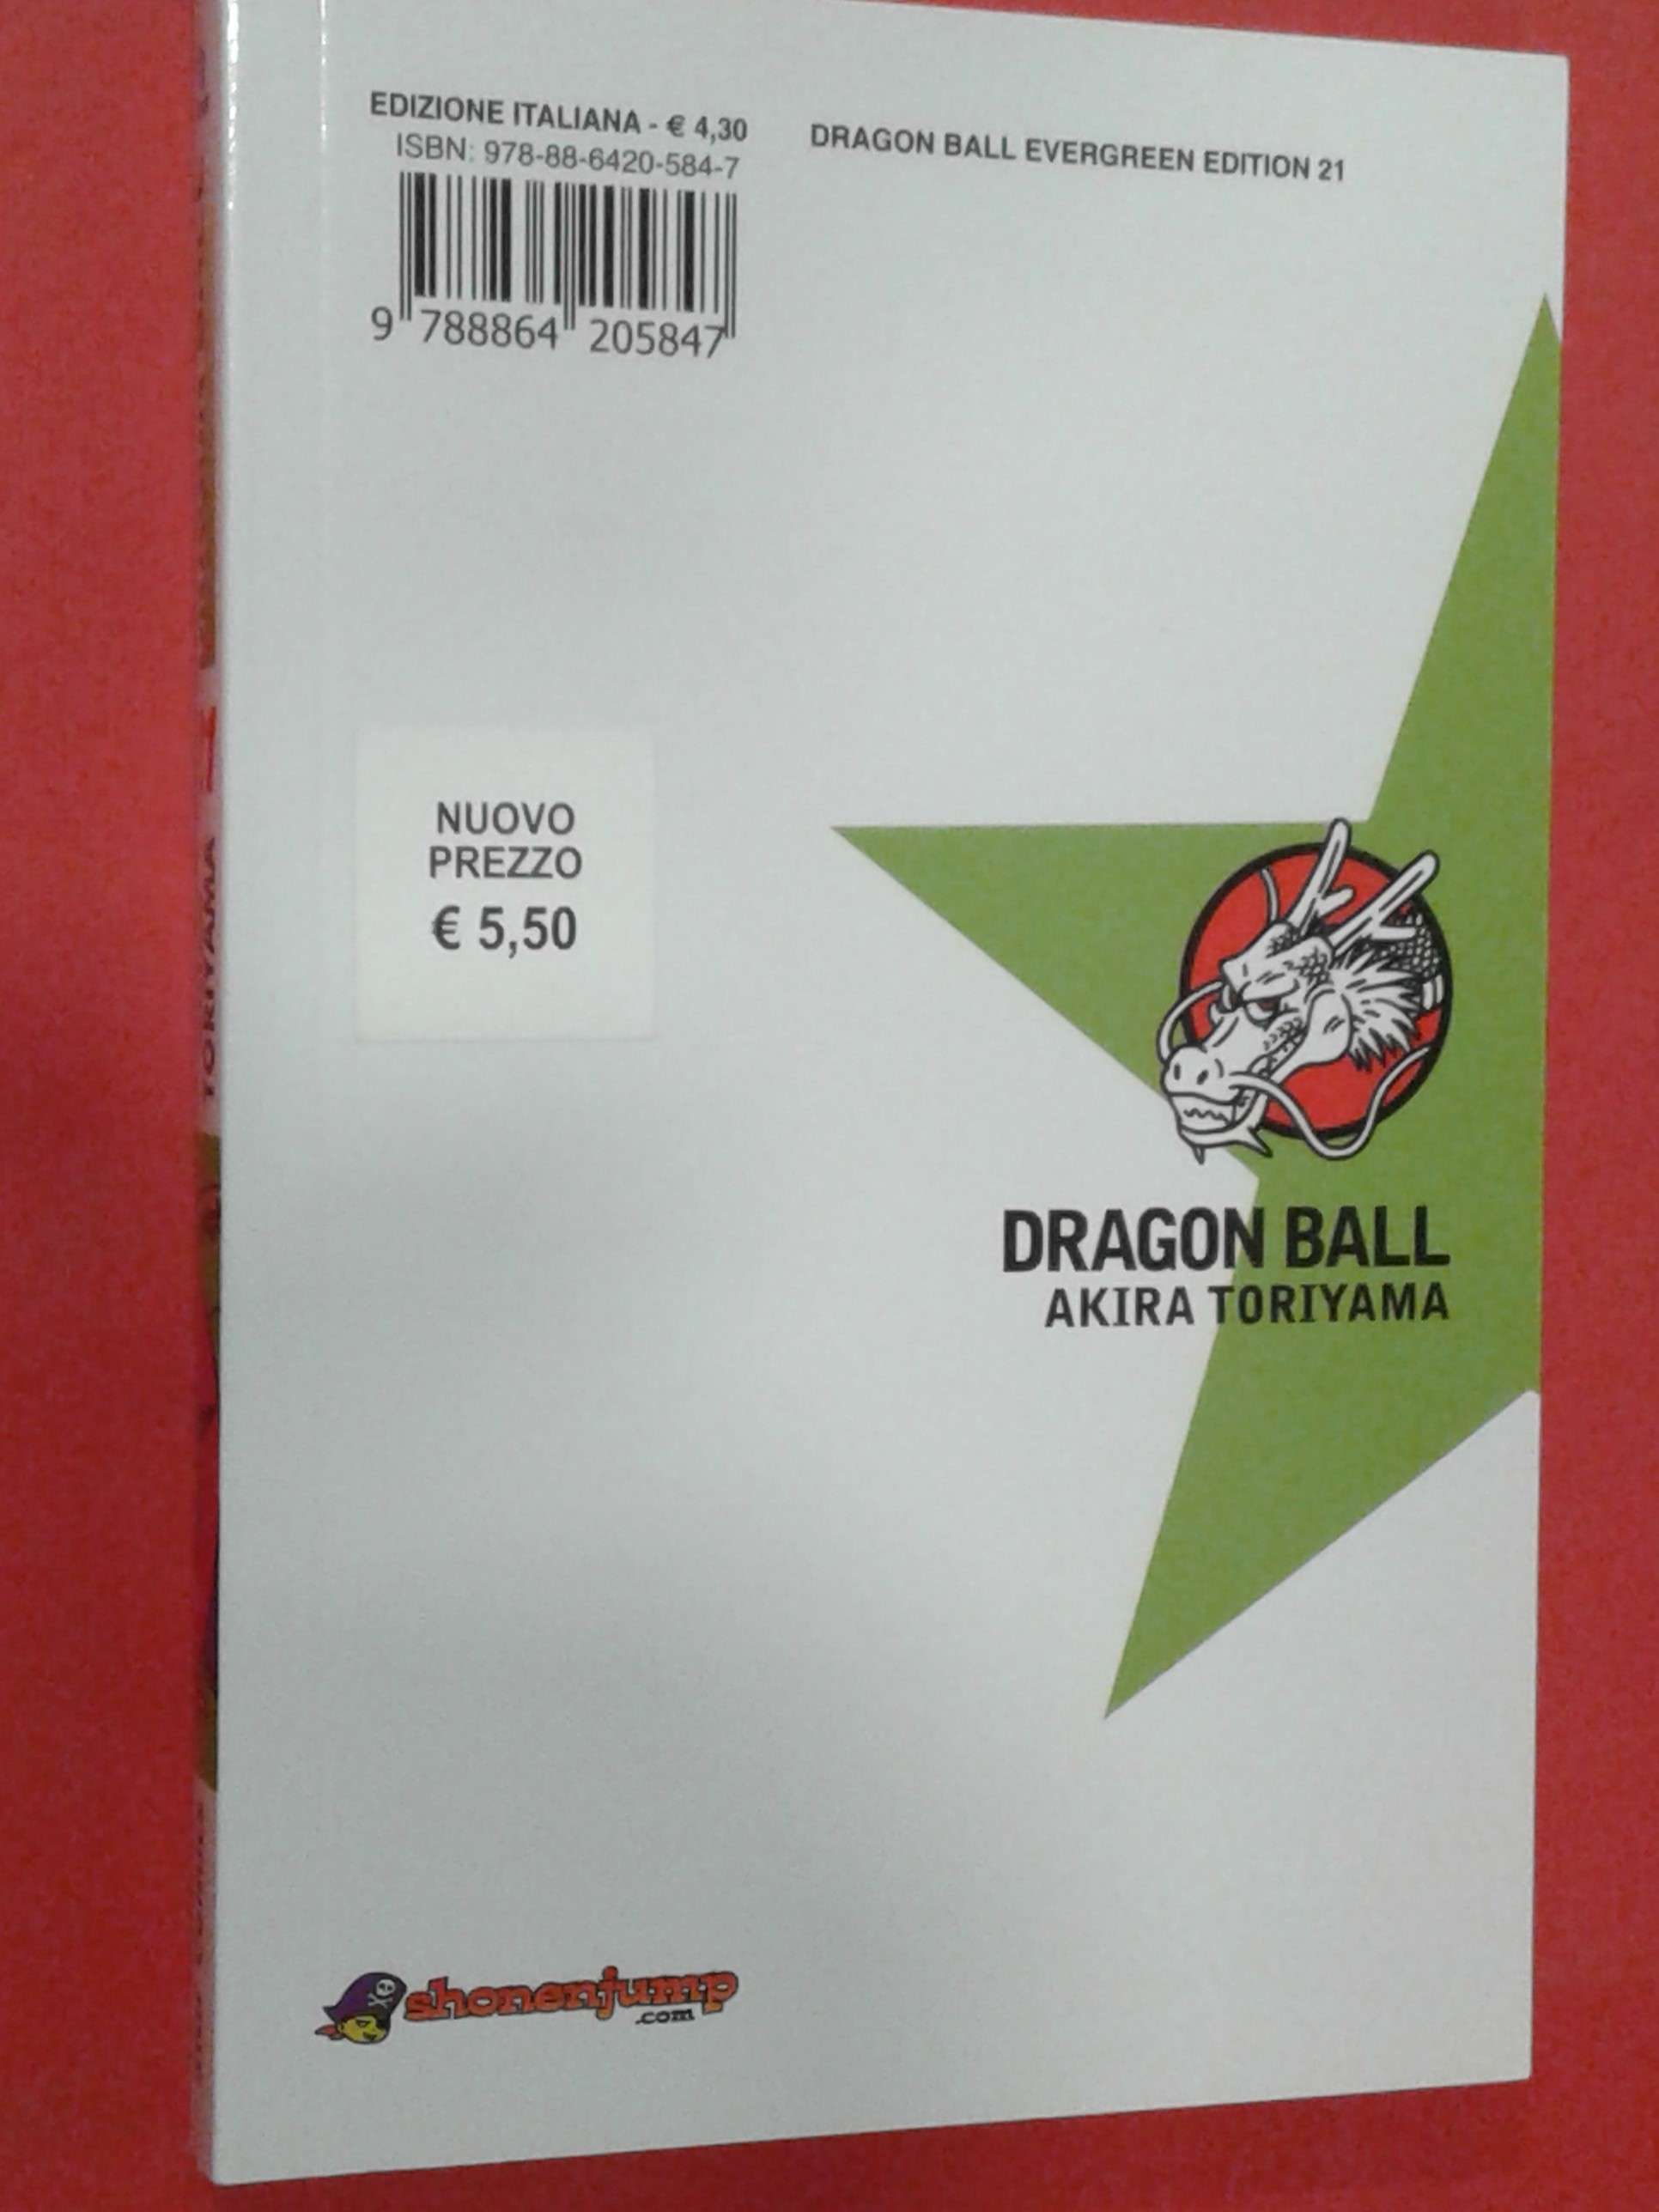 EDIZIONE ITALIANA - € 4,30
ISBN: 978-88-6420-584-7
9 788864 205847
DRAGON BALL EVERGREEN EDITION 21
NUOVO
PREZZO
€ 5,50
DRAGON BALL
AKIRA TORIYAMA
shonenjump
.com
TORIYAMA